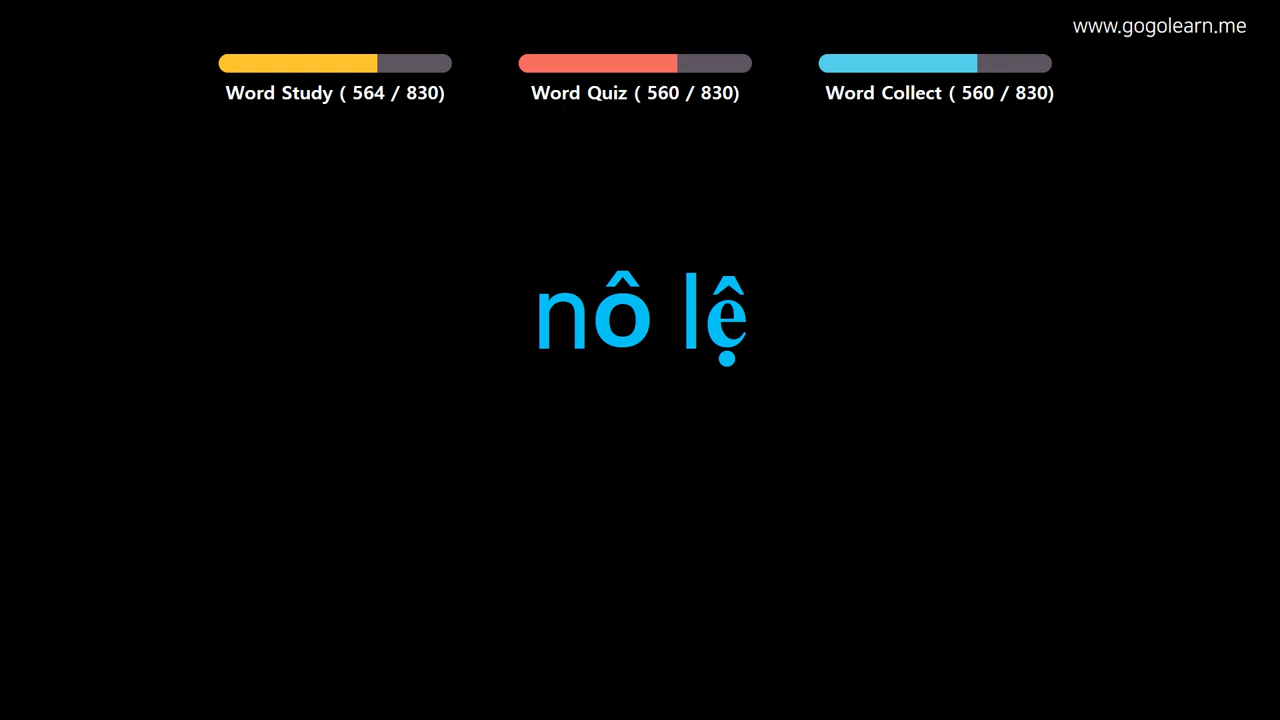 www.gogolearn.me
Word Study ( 564 / 830)
Word Quiz ( 560 / 830)
Word Collect ( 560 / 830)
nô lệ